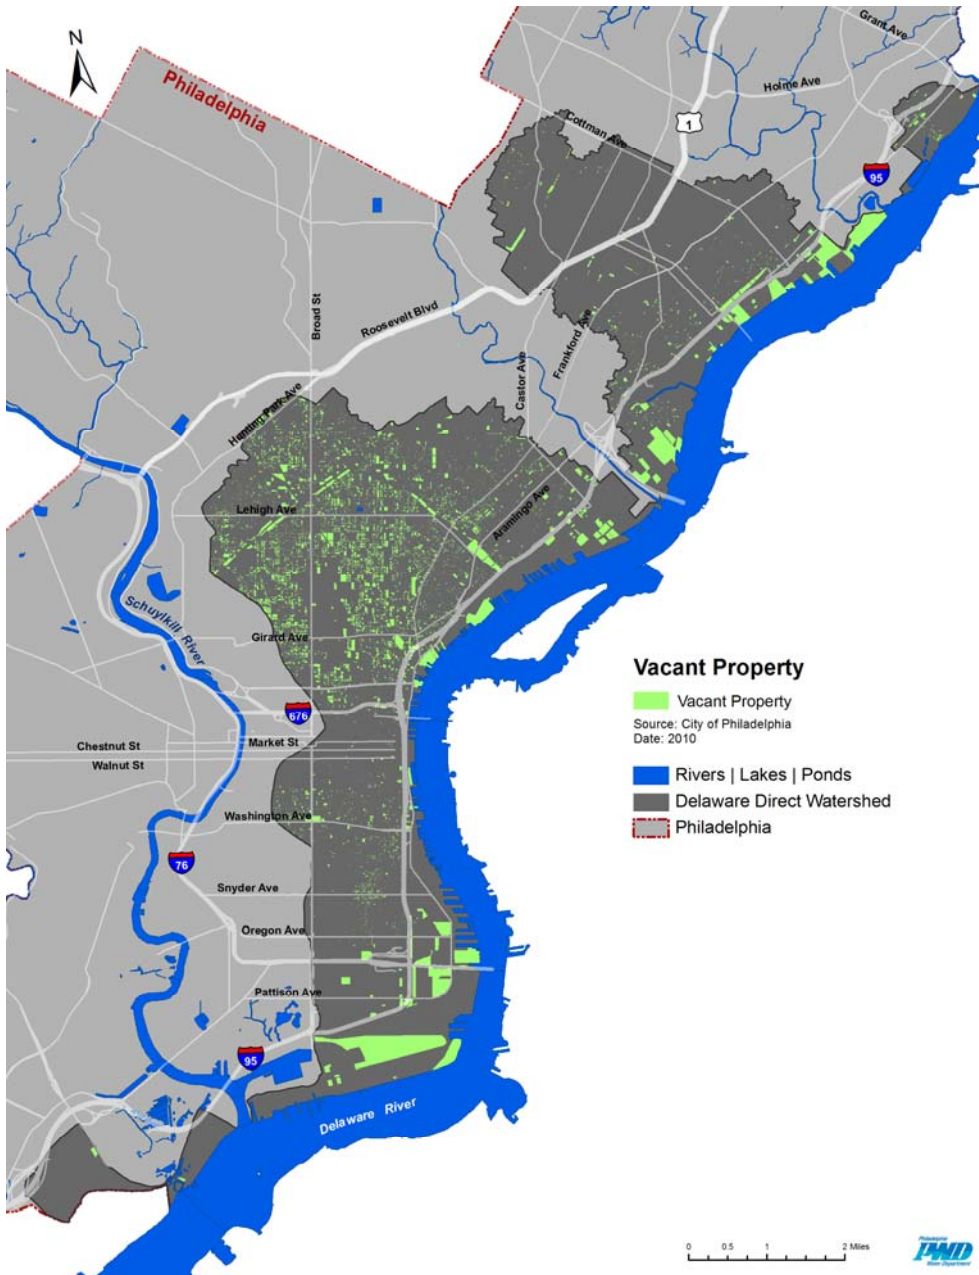 N
Philadelphia
Grant Ave
Holme Ave
1
Cottman Ave
95
Broad St
Roosevelt Blvd
Frankford Ave
Castor Ave
Hunting Park Ave
Lehigh Ave
Aramingo Ave
Schuylkill River
Girard Ave
676
Market St
Chestnut St
Walnut St
Washington Ave
76
Snyder Ave
Oregon Ave
Pattison Ave
95
Delaware River
Vacant Property
Vacant Property
Source: City of Philadelphia
Date: 2010
Rivers | Lakes | Ponds
Delaware Direct Watershed
Philadelphia
0 0.5 1 2 Miles
Philadelphia
PWD
Water Department